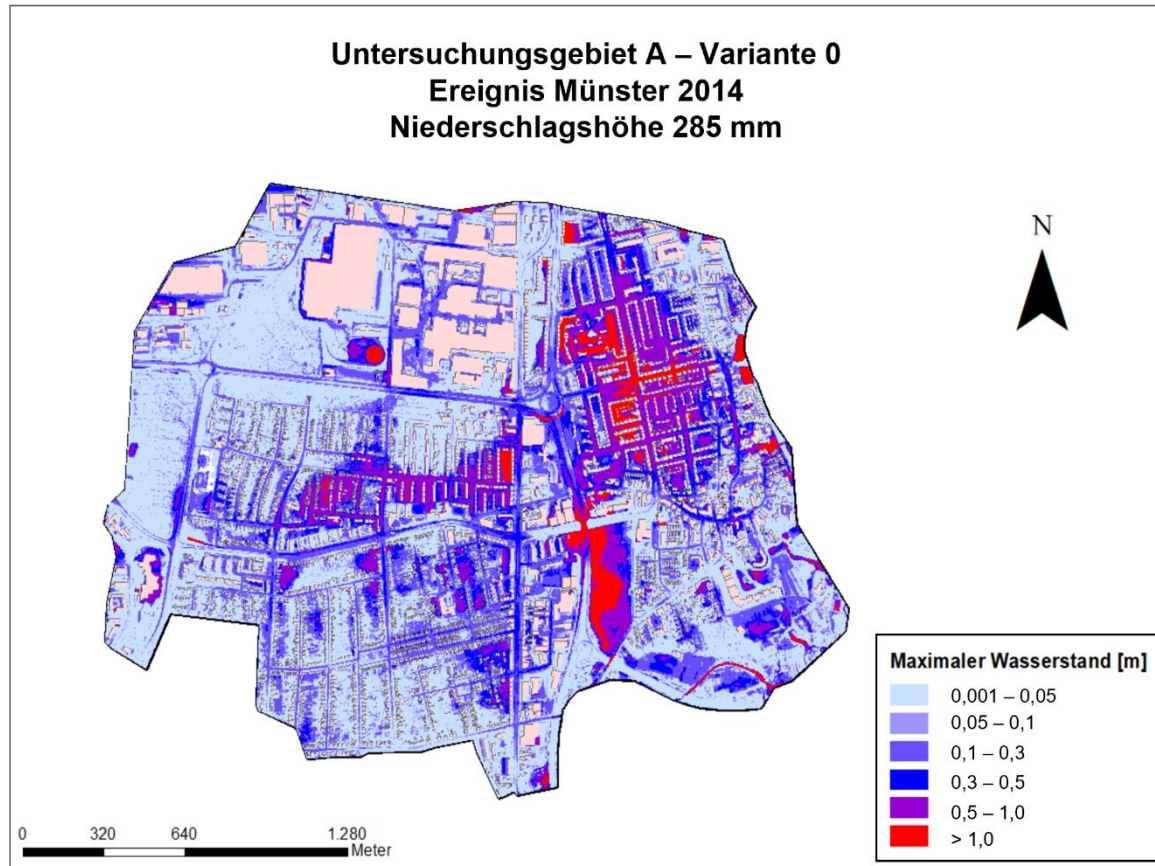 Untersuchungsgebiet A – Variante 0
Ereignis Münster 2014
Niederschlagshöhe 285 mm
N
Maximaler Wasserstand [m]
0,001 – 0,05
0,05 – 0,1
0,1 – 0,3
0,3 – 0,5
0,5 – 1,0
> 1,0
0 320 640 1.280
Meter